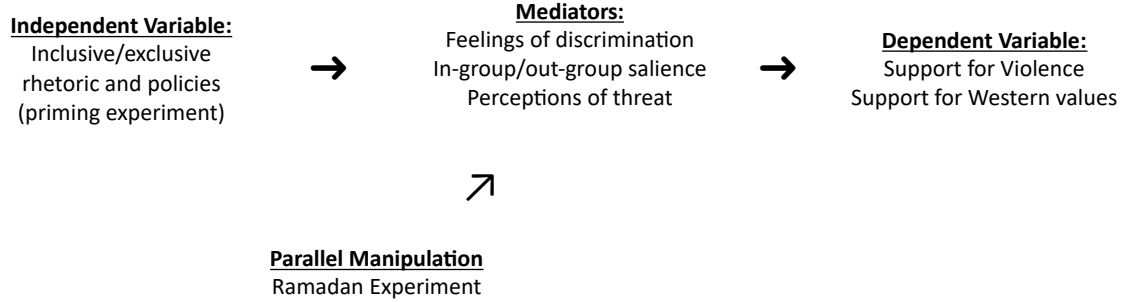 Independent Variable:
Inclusive/exclusive
rhetoric and policies
(priming experiment)
Mediators:
Feelings of discrimination
In-group/out-group salience
Perceptions of threat
Dependent Variable:
Support for Violence
Support for Western values
Parallel Manipulation
Ramadan Experiment